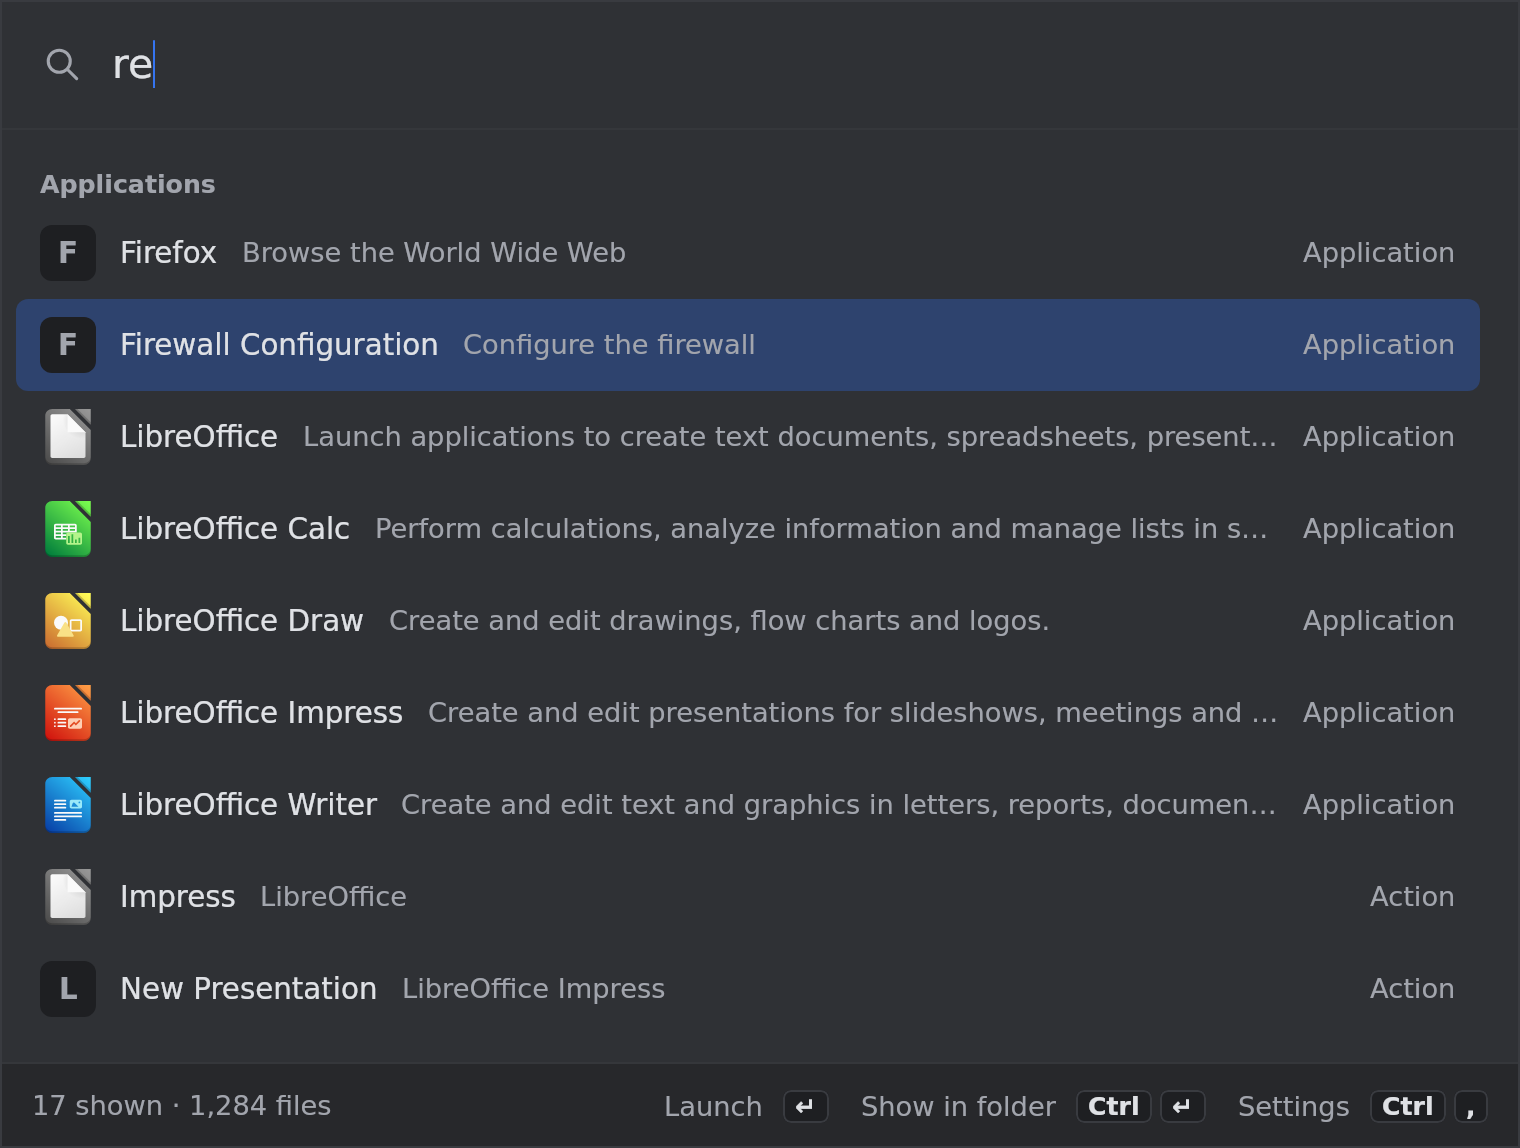 re
Applications
F Firefox Browse the World Wide Web Application
F Firewall Configuration Configure the firewall Application
LibreOffice Launch applications to create text documents, spreadsheets, present… Application
LibreOffice Calc Perform calculations, analyze information and manage lists in s… Application
LibreOffice Draw Create and edit drawings, flow charts and logos. Application
LibreOffice Impress Create and edit presentations for slideshows, meetings and … Application
LibreOffice Writer Create and edit text and graphics in letters, reports, documen… Application
Impress LibreOffice Action
L New Presentation LibreOffice Impress Action
17 shown · 1,284 files Launch ↵ Show in folder Ctrl ↵ Settings Ctrl ,